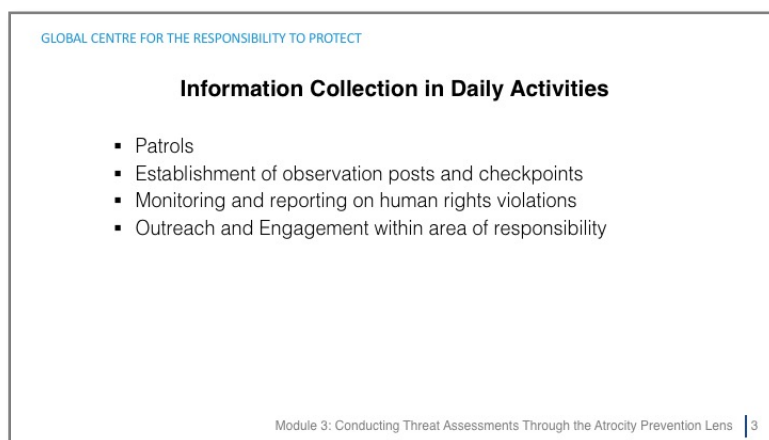 GLOBAL CENTRE FOR THE RESPONSIBILITY TO PROTECT
Information Collection in Daily Activities
▪ Patrols
▪ Establishment of observation posts and checkpoints
▪ Monitoring and reporting on human rights violations
▪ Outreach and Engagement within area of responsibility
Module 3: Conducting Threat Assessments Through the Atrocity Prevention Lens 3